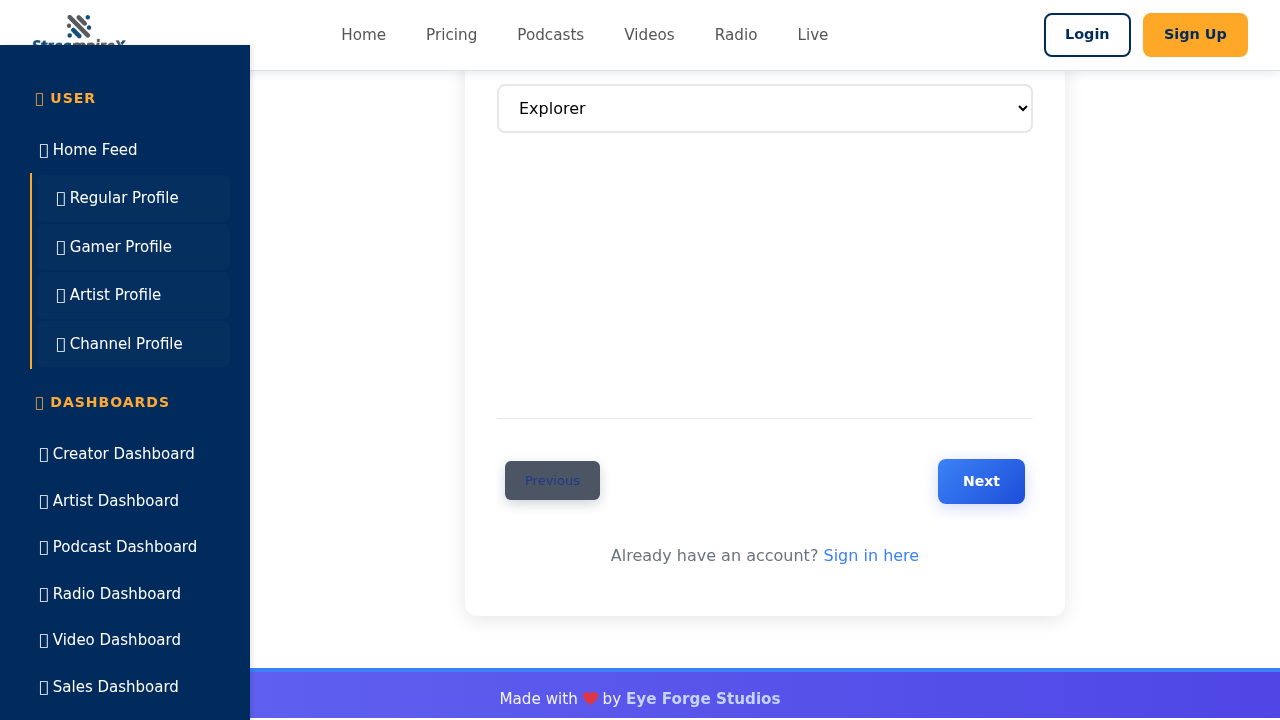 StreampireX
Home Pricing Podcasts Videos Radio Live
Login Sign Up
USER
Home Feed
Regular Profile
Gamer Profile
Artist Profile
Channel Profile
DASHBOARDS
Creator Dashboard
Artist Dashboard
Podcast Dashboard
Radio Dashboard
Video Dashboard
Sales Dashboard
Explorer
Previous
Next
Already have an account? Sign in here
Made with ❤️ by Eye Forge Studios